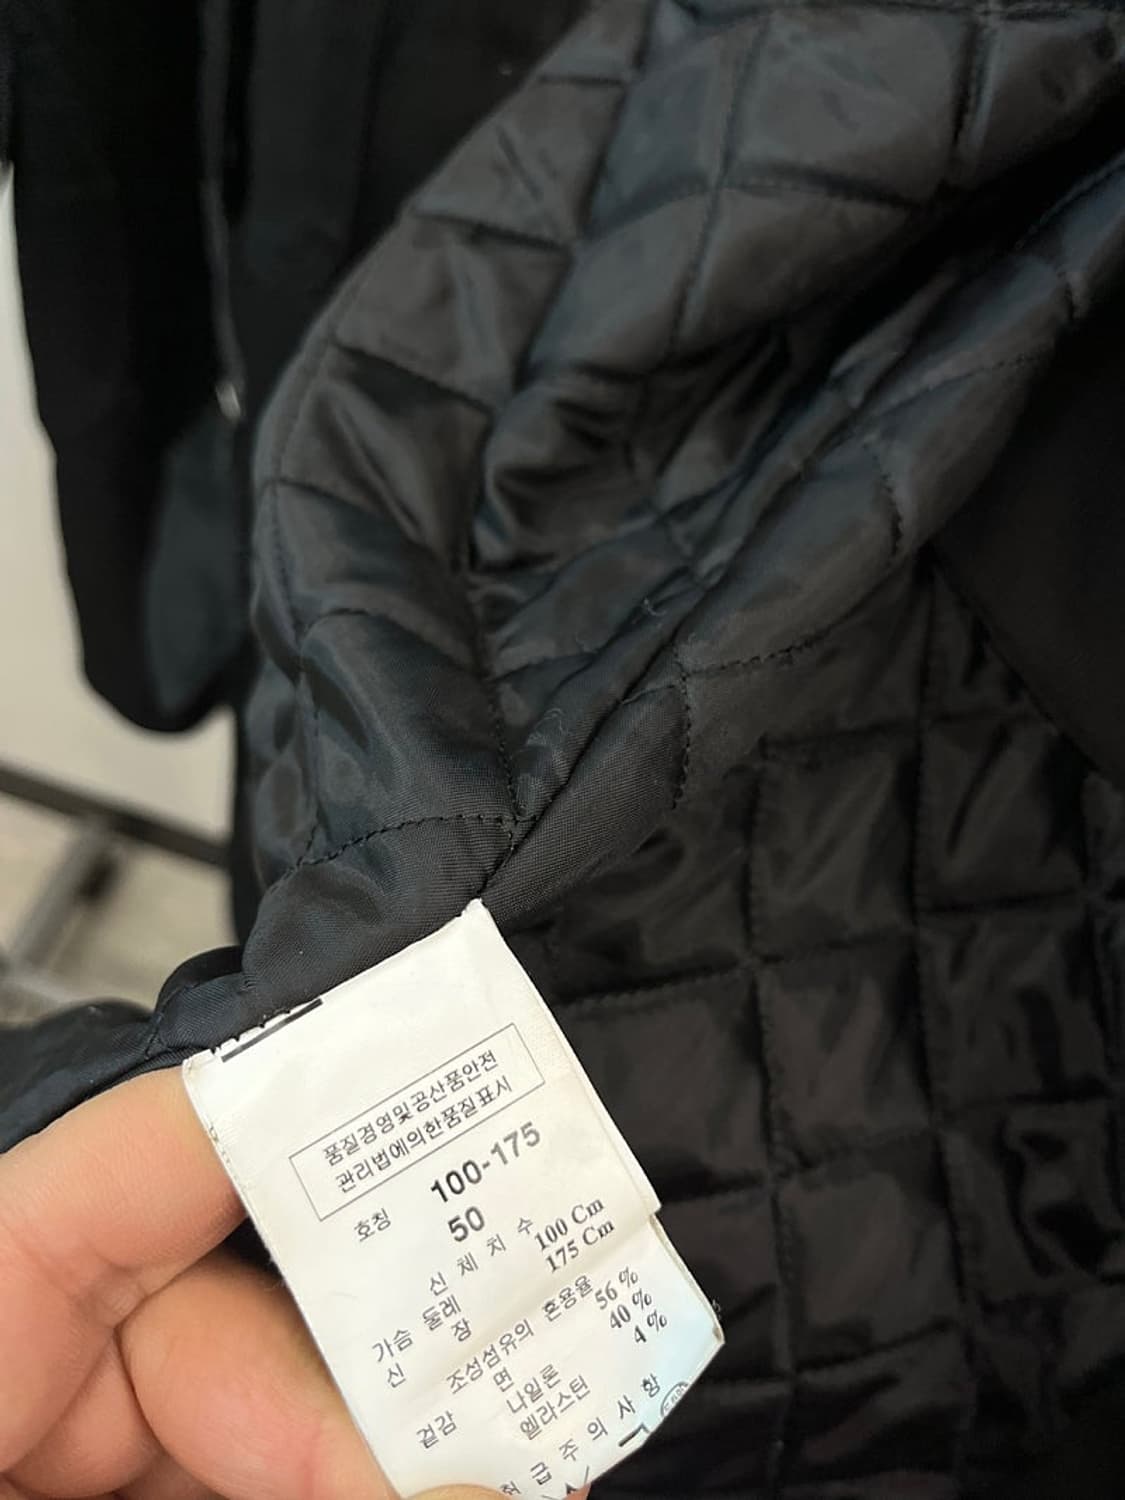 품질경영및공산품안전
관리법에의한품질표시
호칭 100-175
50
신 체 치 수
가슴 둘레 100 Cm
신 장 175 Cm
조성섬유의 혼용율
겉감 면 56 %
나일론 40 %
엘라스틴 4 %
취 급 주 의 사 항